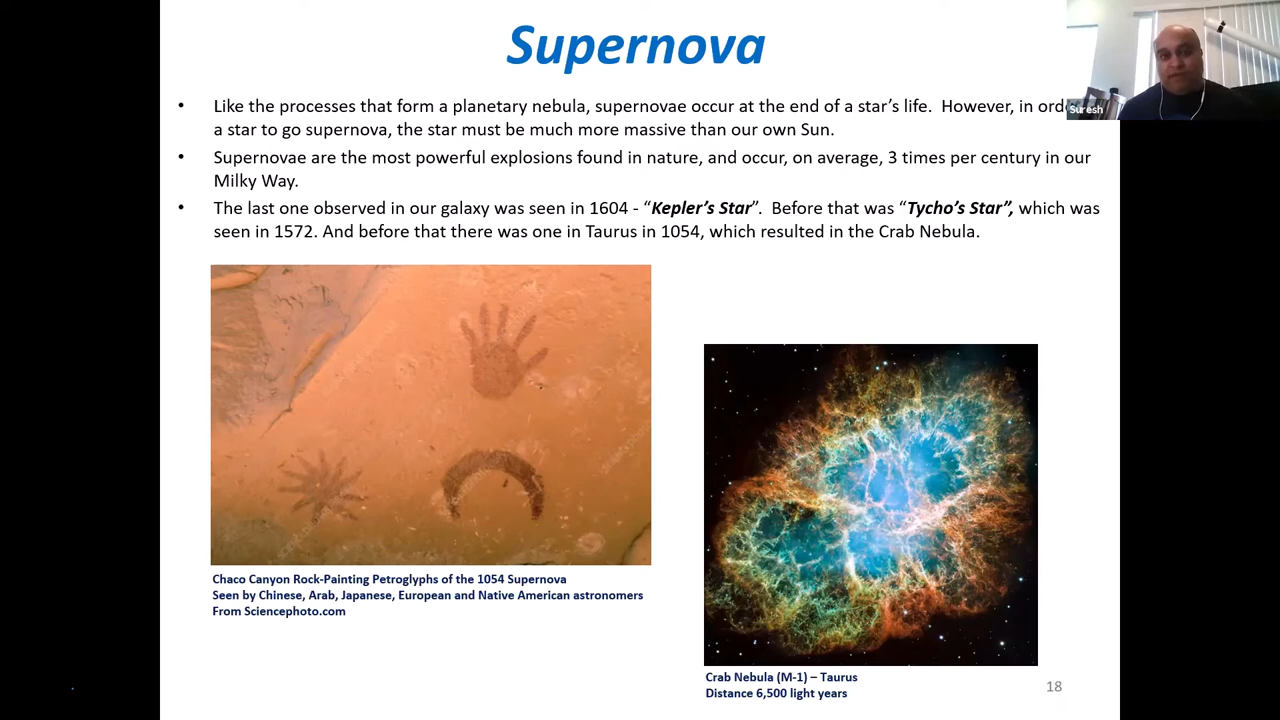 Supernova
• Like the processes that form a planetary nebula, supernovae occur at the end of a star's life. However, in
a star to go supernova, the star must be much more massive than our own Sun.
• Supernovae are the most powerful explosions found in nature, and occur, on average, 3 times per century in our
Milky Way.
• The last one observed in our galaxy was seen in 1604 - “Kepler's Star”. Before that was “Tycho's Star”, which was
seen in 1572. And before that there was one in Taurus in 1054, which resulted in the Crab Nebula.
Suresh
Chaco Canyon Rock-Painting Petroglyphs of the 1054 Supernova
Seen by Chinese, Arab, Japanese, European and Native American astronomers
From Sciencephoto.com
Crab Nebula (M-1) – Taurus
Distance 6,500 light years
18